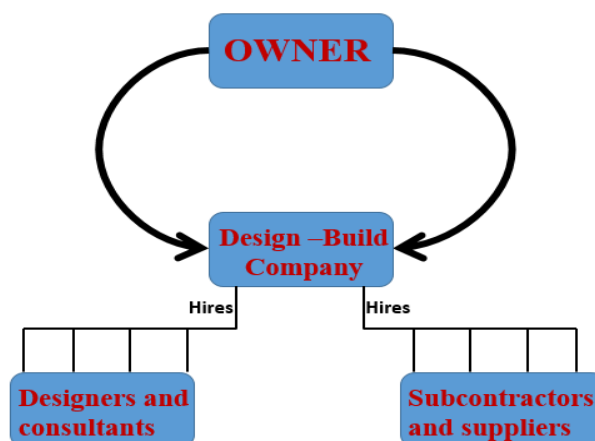 OWNER
Design –Build
Company
Hires
Hires
Designers and
consultants
Subcontractors
and suppliers